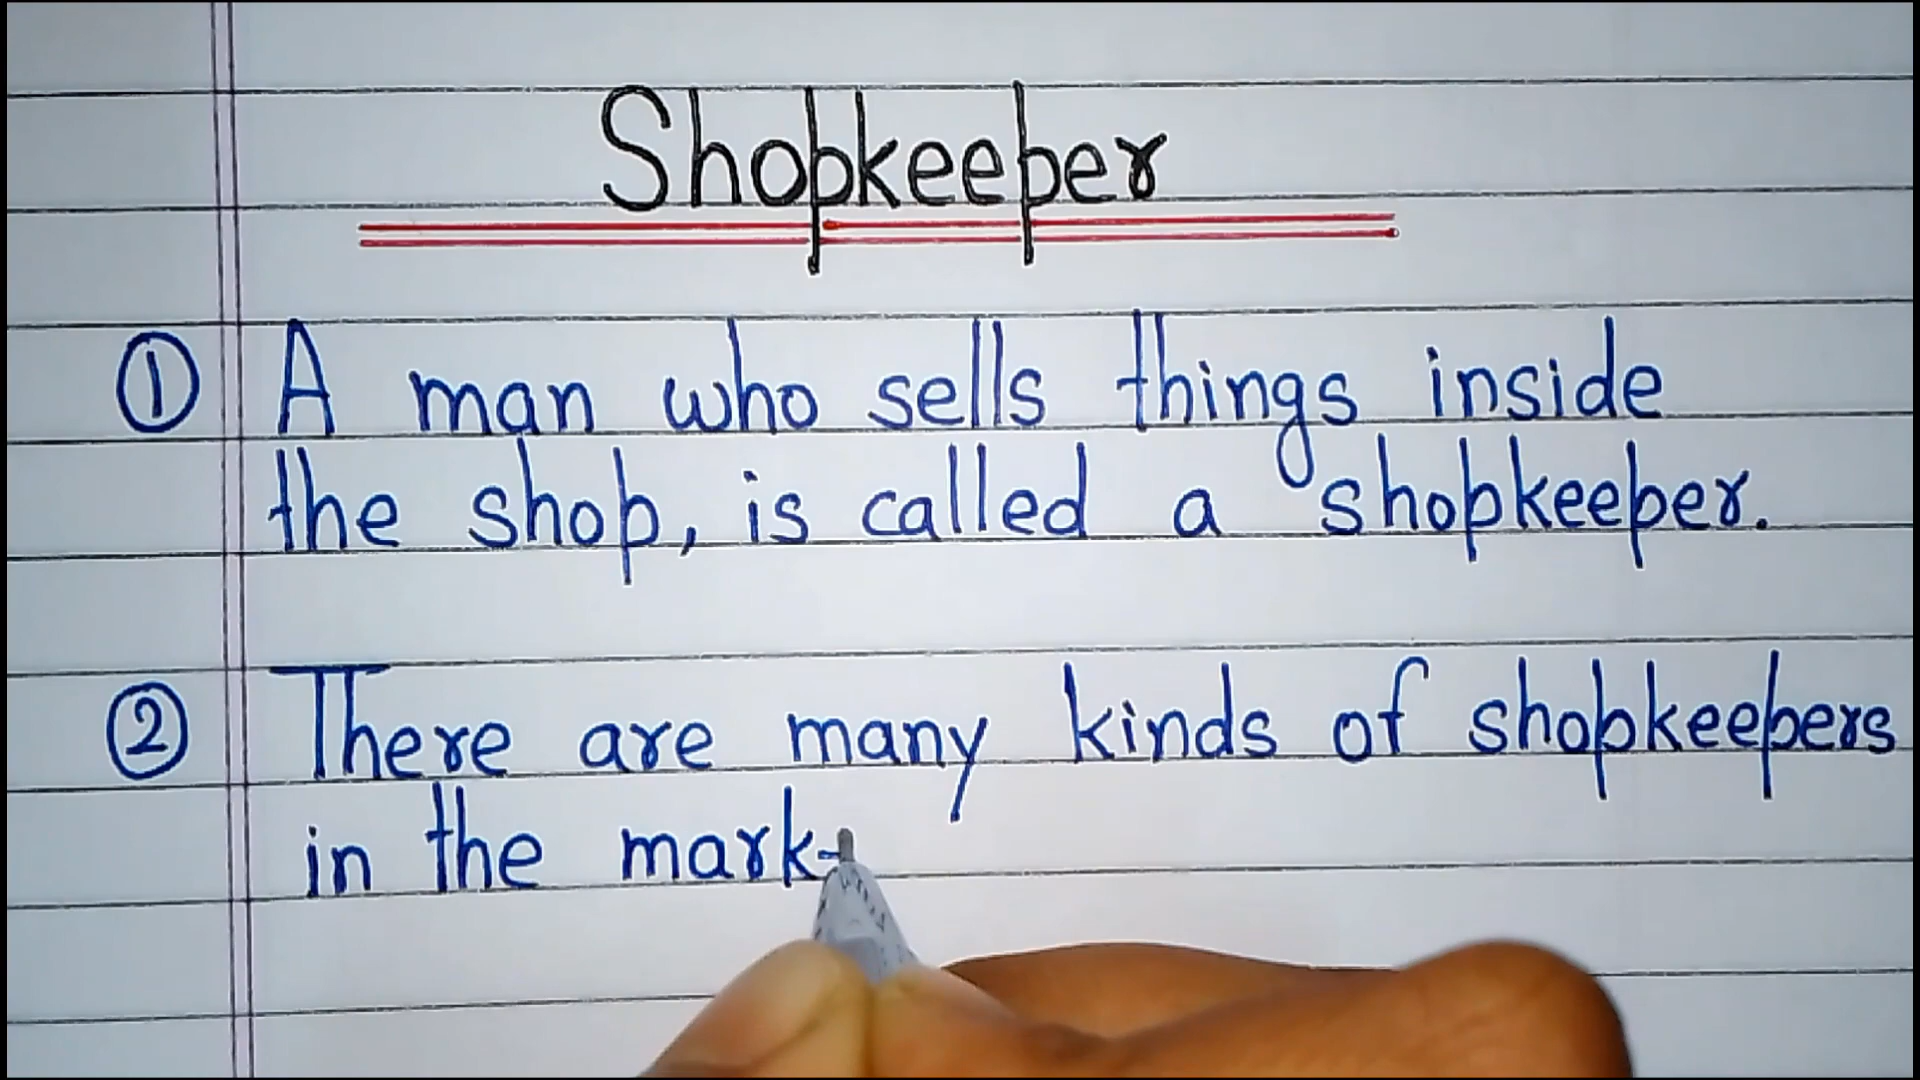 Shopkeeper
① A man who sells things inside
the shop, is called a shopkeeper.
② There are many kinds of shopkeepers
in the mark